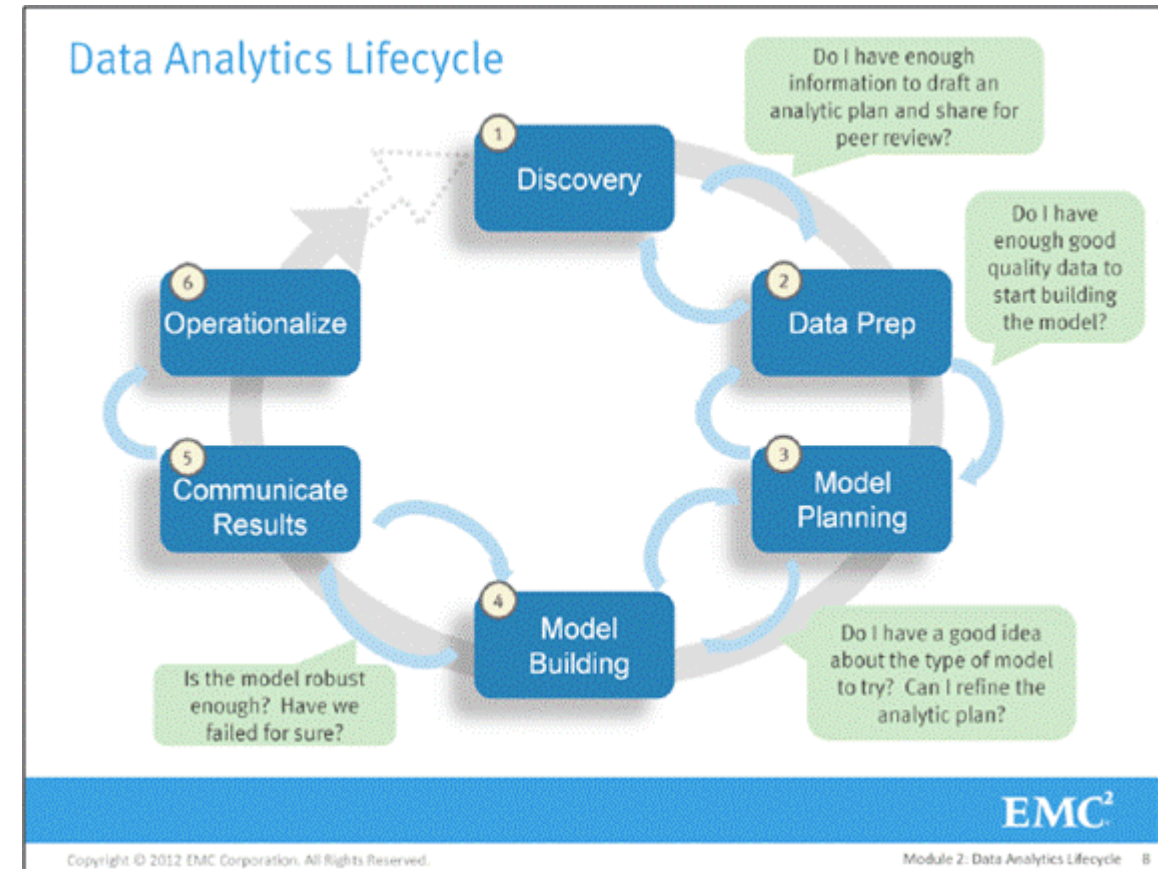 Data Analytics Lifecycle
Do I have enough
information to draft an
analytic plan and share for
peer review?
1
Discovery
Do I have
enough good
quality data to
start building
the model?
2
Data Prep
6
Operationalize
3
Model
Planning
5
Communicate
Results
4
Model
Building
Do I have a good idea
about the type of model
to try? Can I refine the
analytic plan?
Is the model robust
enough? Have we
failed for sure?
EMC²
Copyright © 2012 EMC Corporation. All Rights Reserved.
Module 2: Data Analytics Lifecycle 8